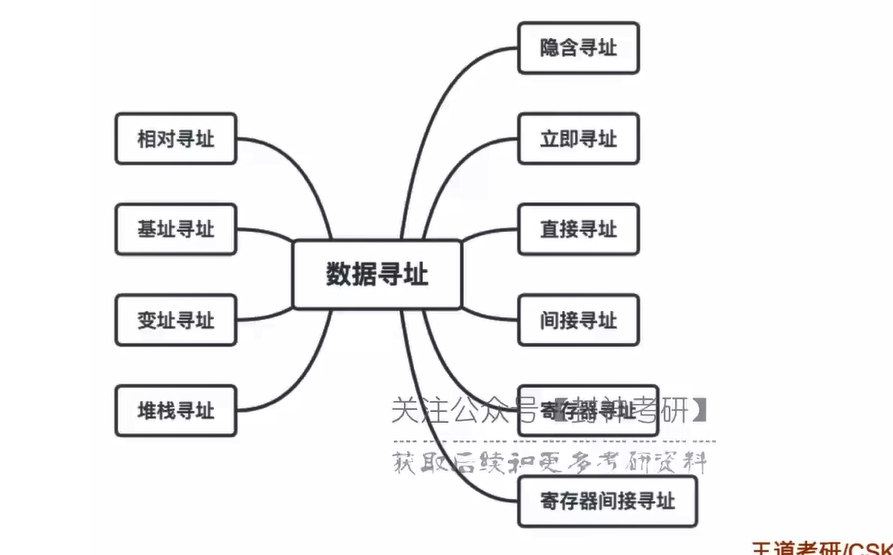 隐含寻址
相对寻址
立即寻址
基址寻址
直接寻址
数据寻址
变址寻址
间接寻址
堆栈寻址
寄存器寻址
关注公众号【封神考研】
获取后续和更多考研资料
寄存器间接寻址
王道考研/CSK